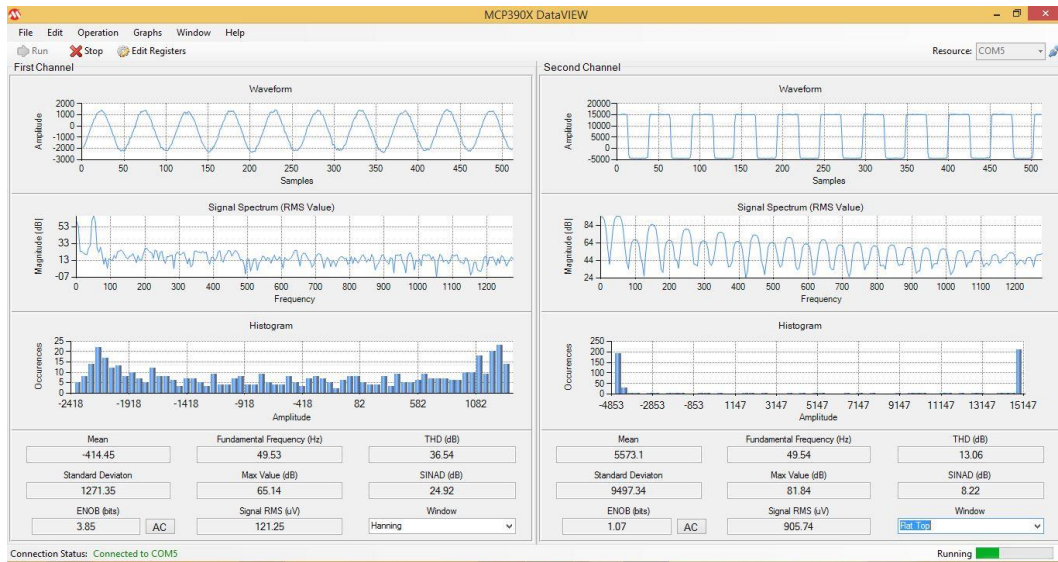 MCP390X DataVIEW
File Edit Operation Graphs Window Help
Run Stop Edit Registers Resource: COM5
First Channel
Waveform
Amplitude
2000
1000
0
-1000
-2000
-3000
0 50 100 150 200 250 300 350 400 450 500
Samples
Signal Spectrum (RMS Value)
Magnitude [dB]
53
33
13
-07
0 100 200 300 400 500 600 700 800 900 1000 1100 1200
Frequency
Histogram
Occurences
25
20
15
10
5
0
-2418 -1918 -1418 -918 -418 82 582 1082
Amplitude
Mean Fundamental Frequency (Hz) THD (dB)
-414.45 49.53 36.54
Standard Deviaton Max Value (dB) SINAD (dB)
1271.35 65.14 24.92
ENOB (bits) Signal RMS (uV) Window
3.85 AC 121.25 Hanning
Second Channel
Waveform
Amplitude
20000
15000
10000
5000
0
-5000
0 50 100 150 200 250 300 350 400 450 500
Samples
Signal Spectrum (RMS Value)
Magnitude [dB]
84
64
44
24
0 100 200 300 400 500 600 700 800 900 1000 1100 1200
Frequency
Histogram
Occurences
250
200
150
100
50
0
-4853 -2853 -853 1147 3147 5147 7147 9147 11147 13147 15147
Amplitude
Mean Fundamental Frequency (Hz) THD (dB)
5573.1 49.54 13.06
Standard Deviaton Max Value (dB) SINAD (dB)
9497.34 81.84 8.22
ENOB (bits) Signal RMS (uV) Window
1.07 AC 905.74 Flat Top
Connection Status: Connected to COM5 Running